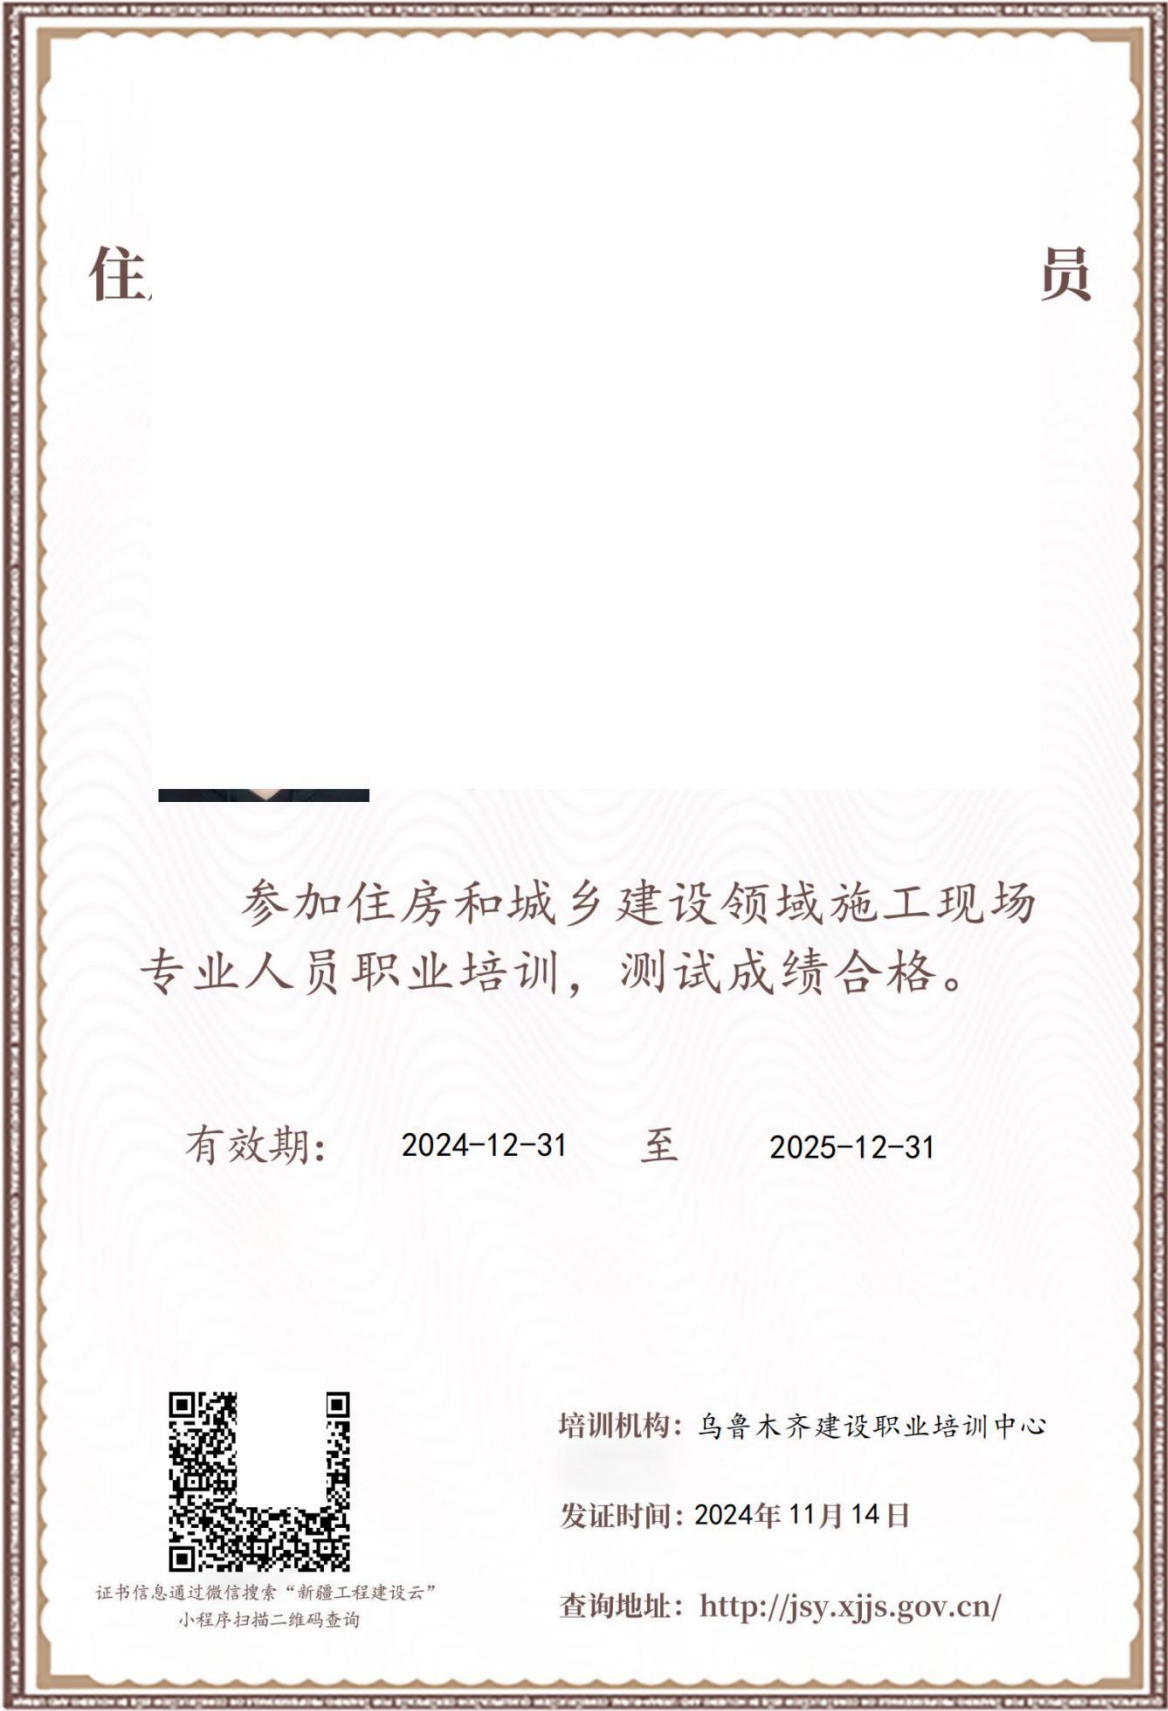 住
员
参加住房和城乡建设领域施工现场
专业人员职业培训，测试成绩合格。
有效期： 2024-12-31 至 2025-12-31
培训机构：乌鲁木齐建设职业培训中心
发证时间：2024年11月14日
查询地址：http://jsy.xjjs.gov.cn/
证书信息通过微信搜索“新疆工程建设云”
小程序扫描二维码查询